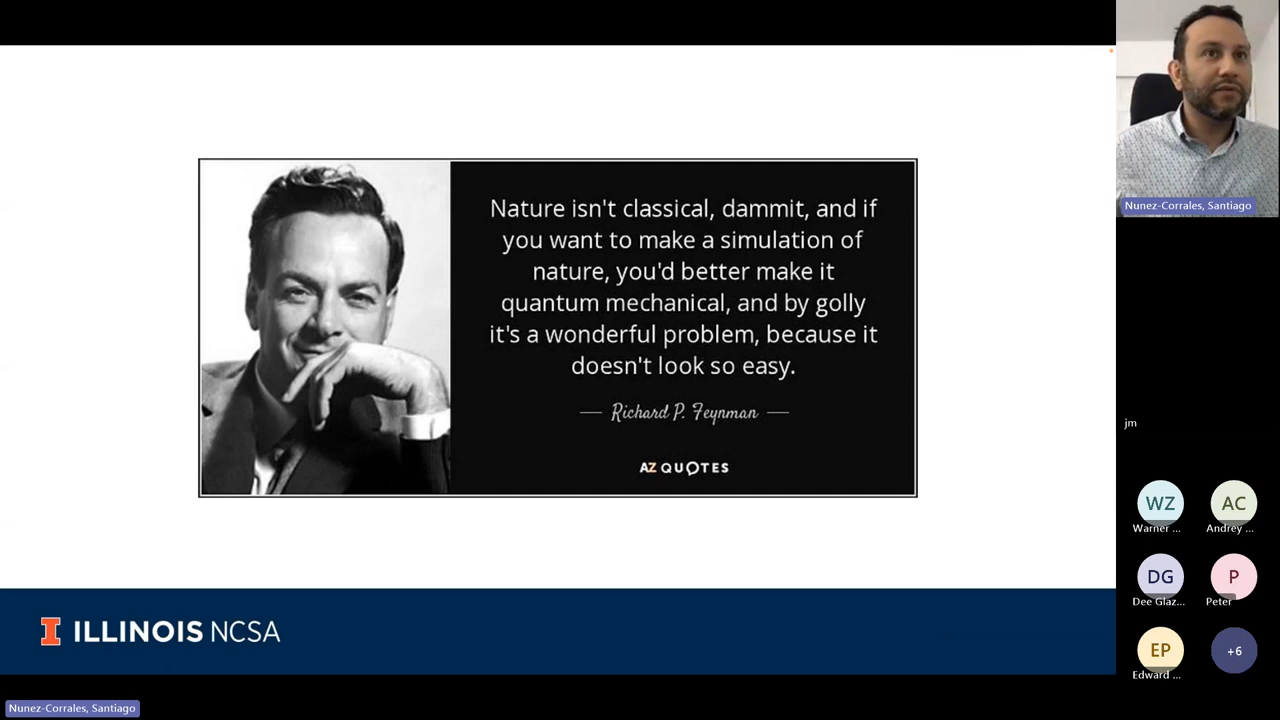 Nature isn't classical, dammit, and if
you want to make a simulation of
nature, you'd better make it
quantum mechanical, and by golly
it's a wonderful problem, because it
doesn't look so easy.
Richard P. Feynman
AZ QUOTES
I ILLINOIS NCSA
Nunez-Corrales, Santiago
Nunez-Corrales, Santiago
jm
WZ
Warner ...
AC
Andrey ...
DG
Dee Glaz...
P
Peter
EP
Edward ...
+6